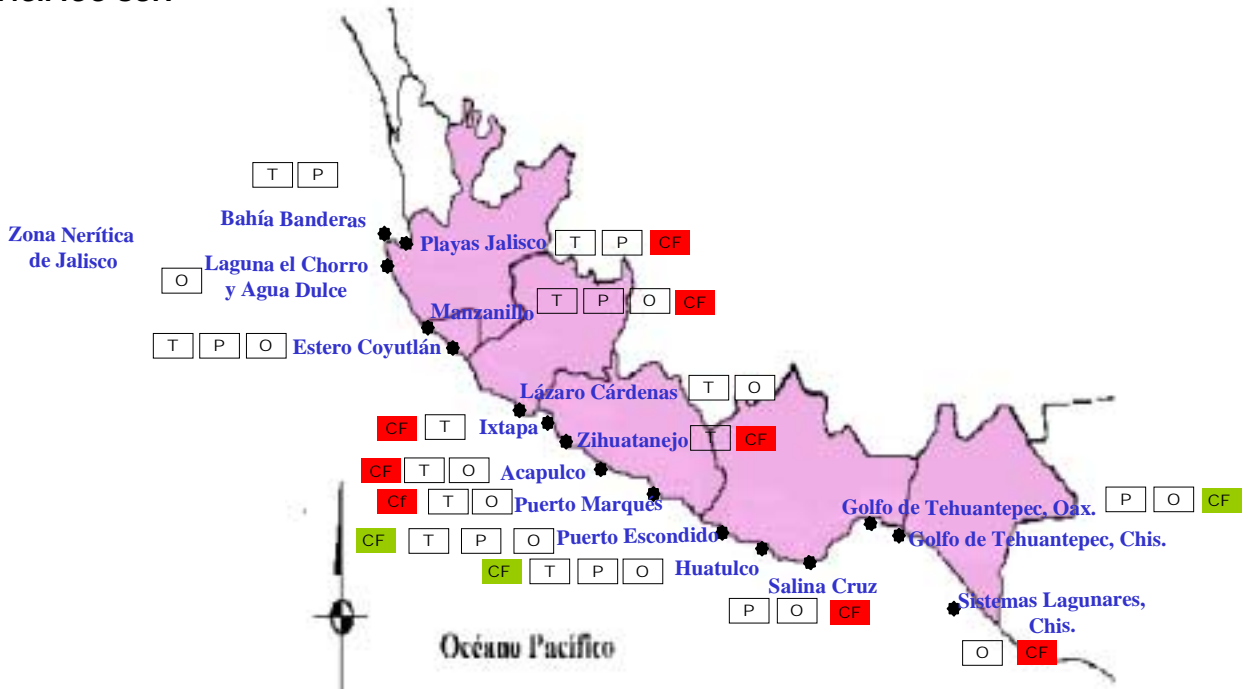 T P
Bahía Banderas
Zona Nerítica
de Jalisco
Playas Jalisco T P CF
Laguna el Chorro
y Agua Dulce
O
Manzanillo T P O CF
T P O Estero Coyutlán
Lázaro Cárdenas T O
CF T Ixtapa
Zihuatanejo T CF
CF T O Acapulco
Cf T O Puerto Marqués
Golfo de Tehuantepec, Oax. P O CF
CF T P O Puerto Escondido
Golfo de Tehuantepec, Chis.
CF T P O Huatulco
Salina Cruz
P O CF
Sistemas Lagunares,
Chis.
O CF
Océano Pacífico